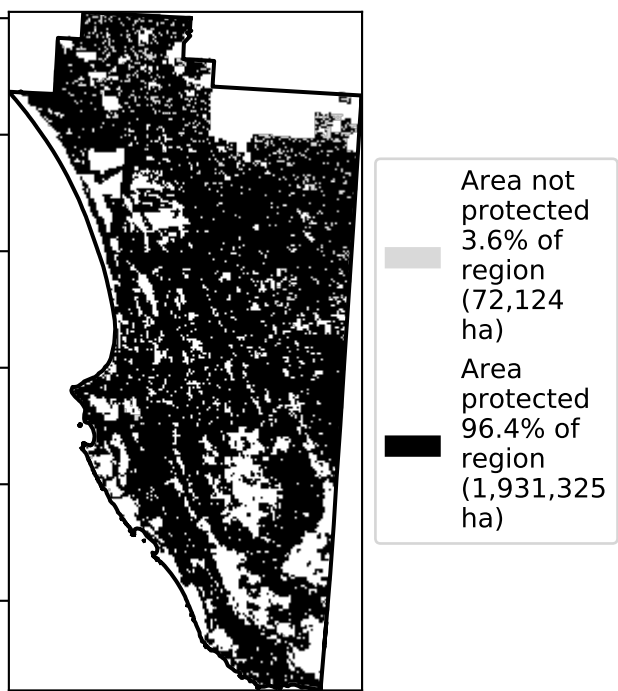 Area not
protected
3.6% of
region
(72,124
ha)
Area
protected
96.4% of
region
(1,931,325
ha)